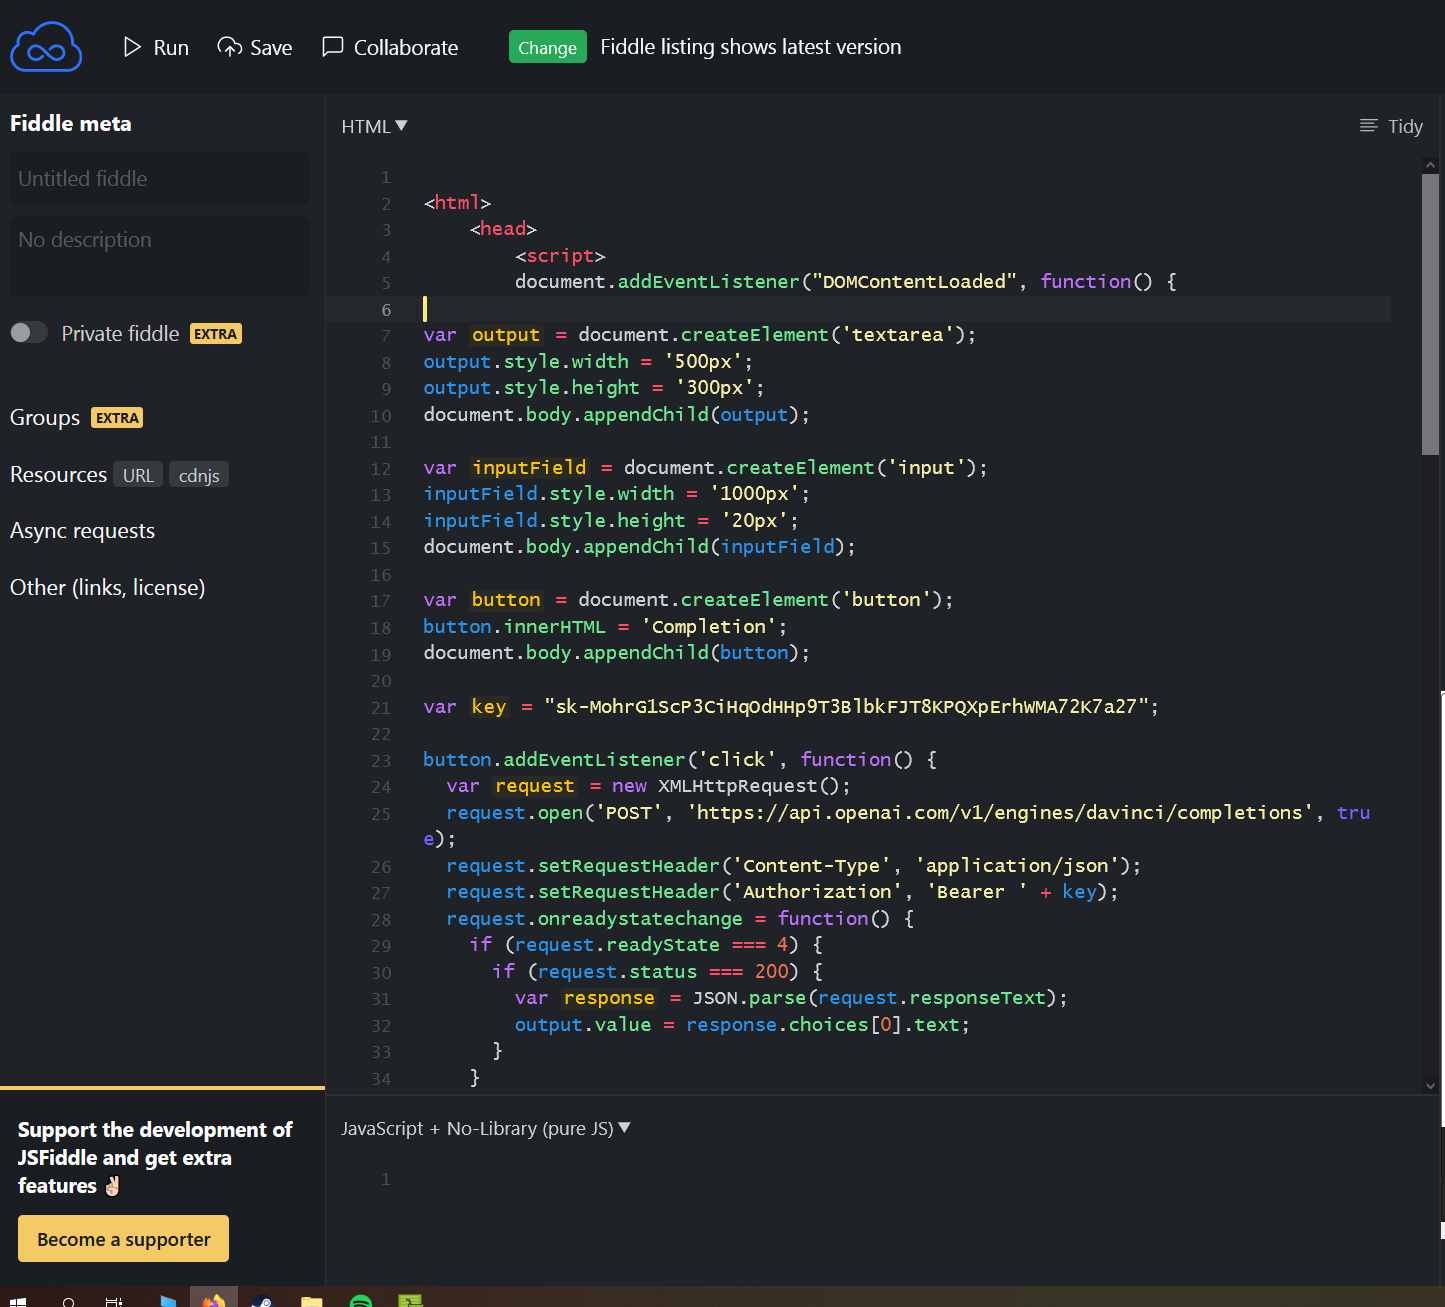 Run Save Collaborate Change Fiddle listing shows latest version
Fiddle meta
Untitled fiddle
No description
Private fiddle EXTRA
Groups EXTRA
Resources URL cdnjs
Async requests
Other (links, license)
Support the development of
JSFiddle and get extra
features ✌🏻
Become a supporter
HTML ▼ Tidy
1
2 <html>
3 <head>
4 <script>
5 document.addEventListener("DOMContentLoaded", function() {
6
7 var output = document.createElement('textarea');
8 output.style.width = '500px';
9 output.style.height = '300px';
10 document.body.appendChild(output);
11
12 var inputField = document.createElement('input');
13 inputField.style.width = '1000px';
14 inputField.style.height = '20px';
15 document.body.appendChild(inputField);
16
17 var button = document.createElement('button');
18 button.innerHTML = 'Completion';
19 document.body.appendChild(button);
20
21 var key = "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";
22
23 button.addEventListener('click', function() {
24 var request = new XMLHttpRequest();
25 request.open('POST', 'https://api.openai.com/v1/engines/davinci/completions', tru
e);
26 request.setRequestHeader('Content-Type', 'application/json');
27 request.setRequestHeader('Authorization', 'Bearer ' + key);
28 request.onreadystatechange = function() {
29 if (request.readyState === 4) {
30 if (request.status === 200) {
31 var response = JSON.parse(request.responseText);
32 output.value = response.choices[0].text;
33 }
34 }
JavaScript + No-Library (pure JS) ▼
1